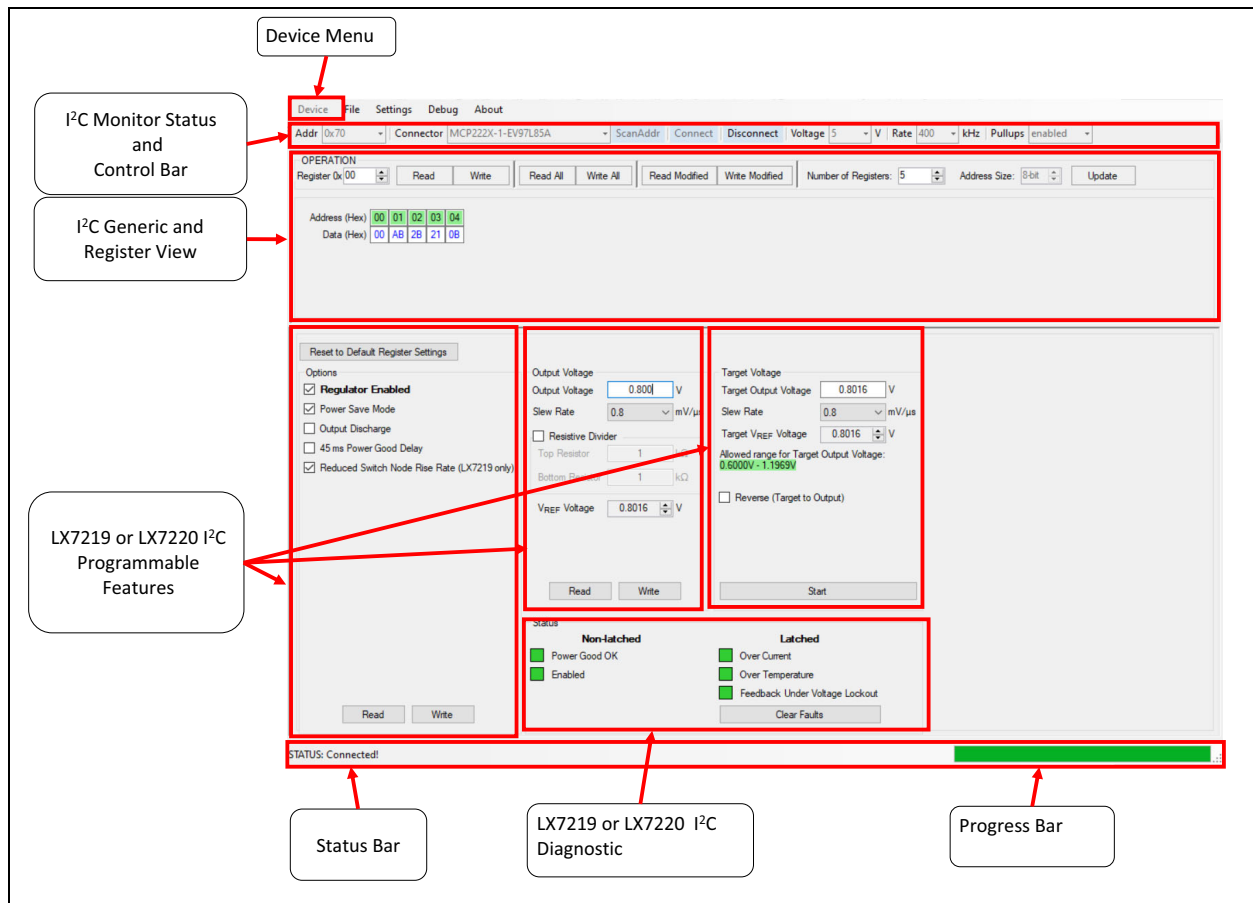 Device Menu
I²C Monitor Status
and
Control Bar
Device File Settings Debug About
Addr 0x70 Connector MCP222X-1-EV97L85A ScanAddr Connect Disconnect Voltage 5 V Rate 400 kHz Pullups enabled
OPERATION
Register 0x 00 Read Write Read All Write All Read Modified Write Modified Number of Registers: 5 Address Size: 8-bit Update
I²C Generic and
Register View
Address (Hex) 00 01 02 03 04
Data (Hex) 00 AB 2B 21 0B
LX7219 or LX7220 I²C
Programmable
Features
Reset to Default Register Settings
Options
Regulator Enabled
Power Save Mode
Output Discharge
45 ms Power Good Delay
Reduced Switch Node Rise Rate (LX7219 only)
Read Write
Output Voltage
Output Voltage 0.800 V
Slew Rate 0.8 mV/µs
Resistive Divider
Top Resistor 1 kΩ
Bottom Resistor 1 kΩ
VREF Voltage 0.8016 V
Read Write
Target Voltage
Target Output Voltage 0.8016 V
Slew Rate 0.8 mV/µs
Target VREF Voltage 0.8016 V
Allowed range for Target Output Voltage:
0.6000V - 1.1969V
Reverse (Target to Output)
Start
Status
Non-latched Latched
Power Good OK Over Current
Enabled Over Temperature
Feedback Under Voltage Lockout
Clear Faults
STATUS: Connected!
Status Bar
LX7219 or LX7220 I²C
Diagnostic
Progress Bar